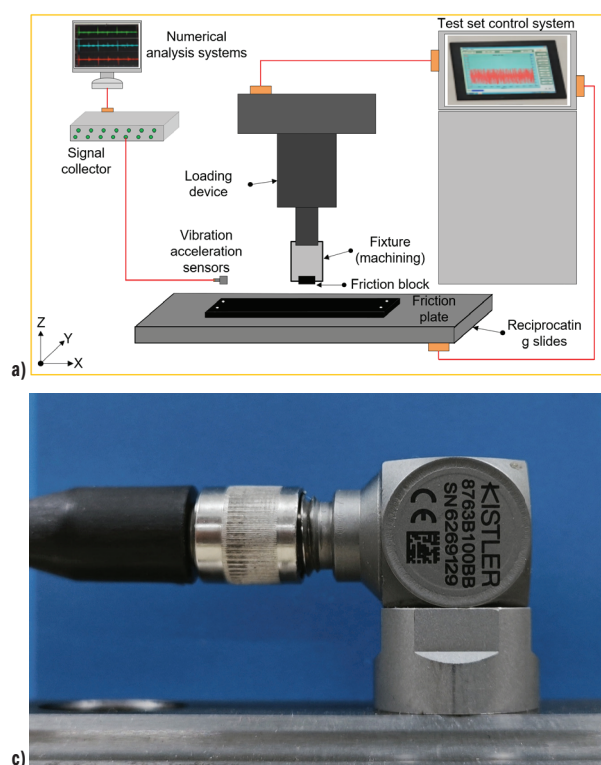 Numerical
analysis systems
Test set control system
Signal
collector
Loading
device
Vibration
acceleration
sensors
Fixture
(machining)
Friction block
Friction
plate
Reciprocatin
g slides
Z
Y
X
a)
KISTLER
8763B100BB
SN6269129
CE
c)